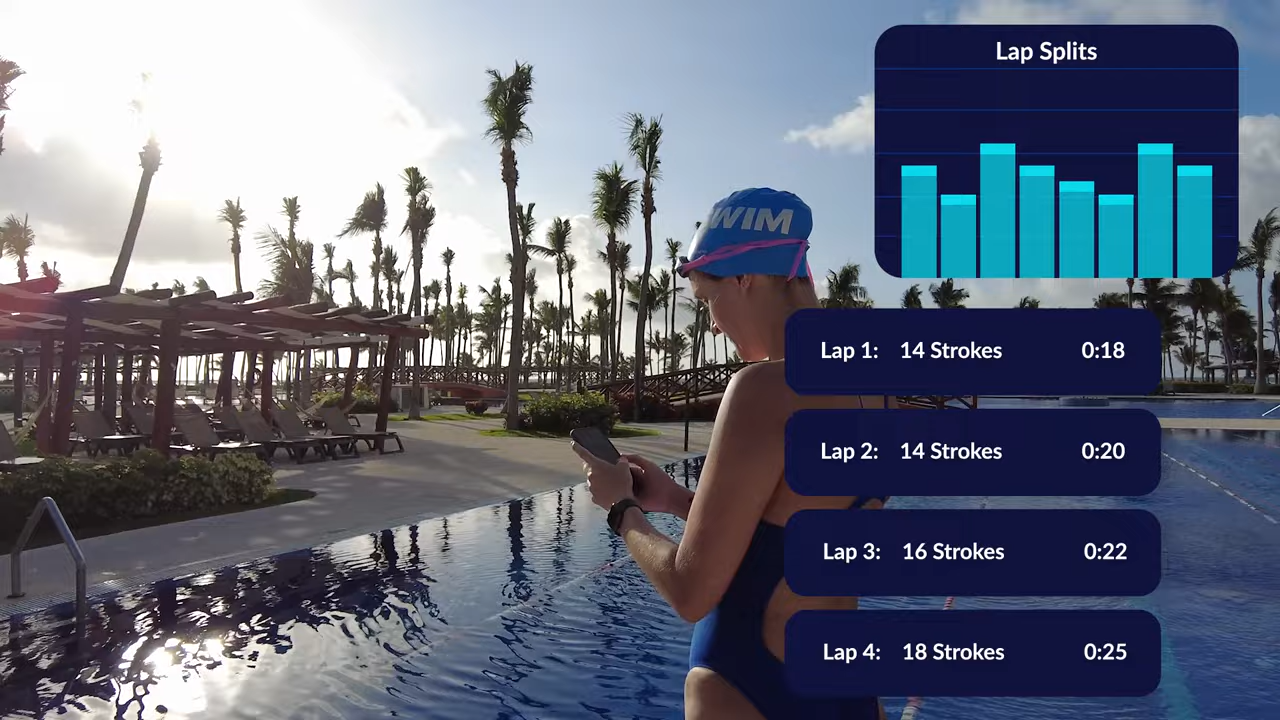 Lap Splits
WIM
Lap 1: 14 Strokes 0:18
Lap 2: 14 Strokes 0:20
Lap 3: 16 Strokes 0:22
Lap 4: 18 Strokes 0:25